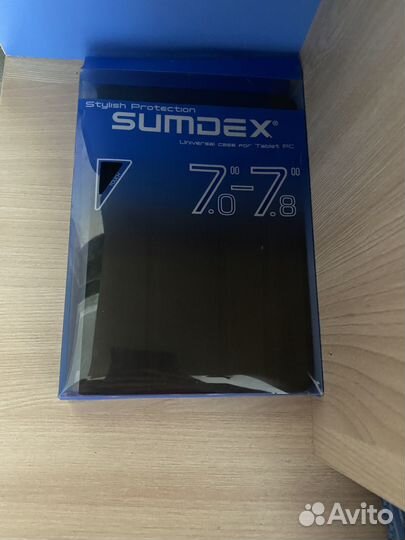 Stylish Protection
SUMDEX®
Universal case for Tablet PC
7.0"-7.8"
Avito